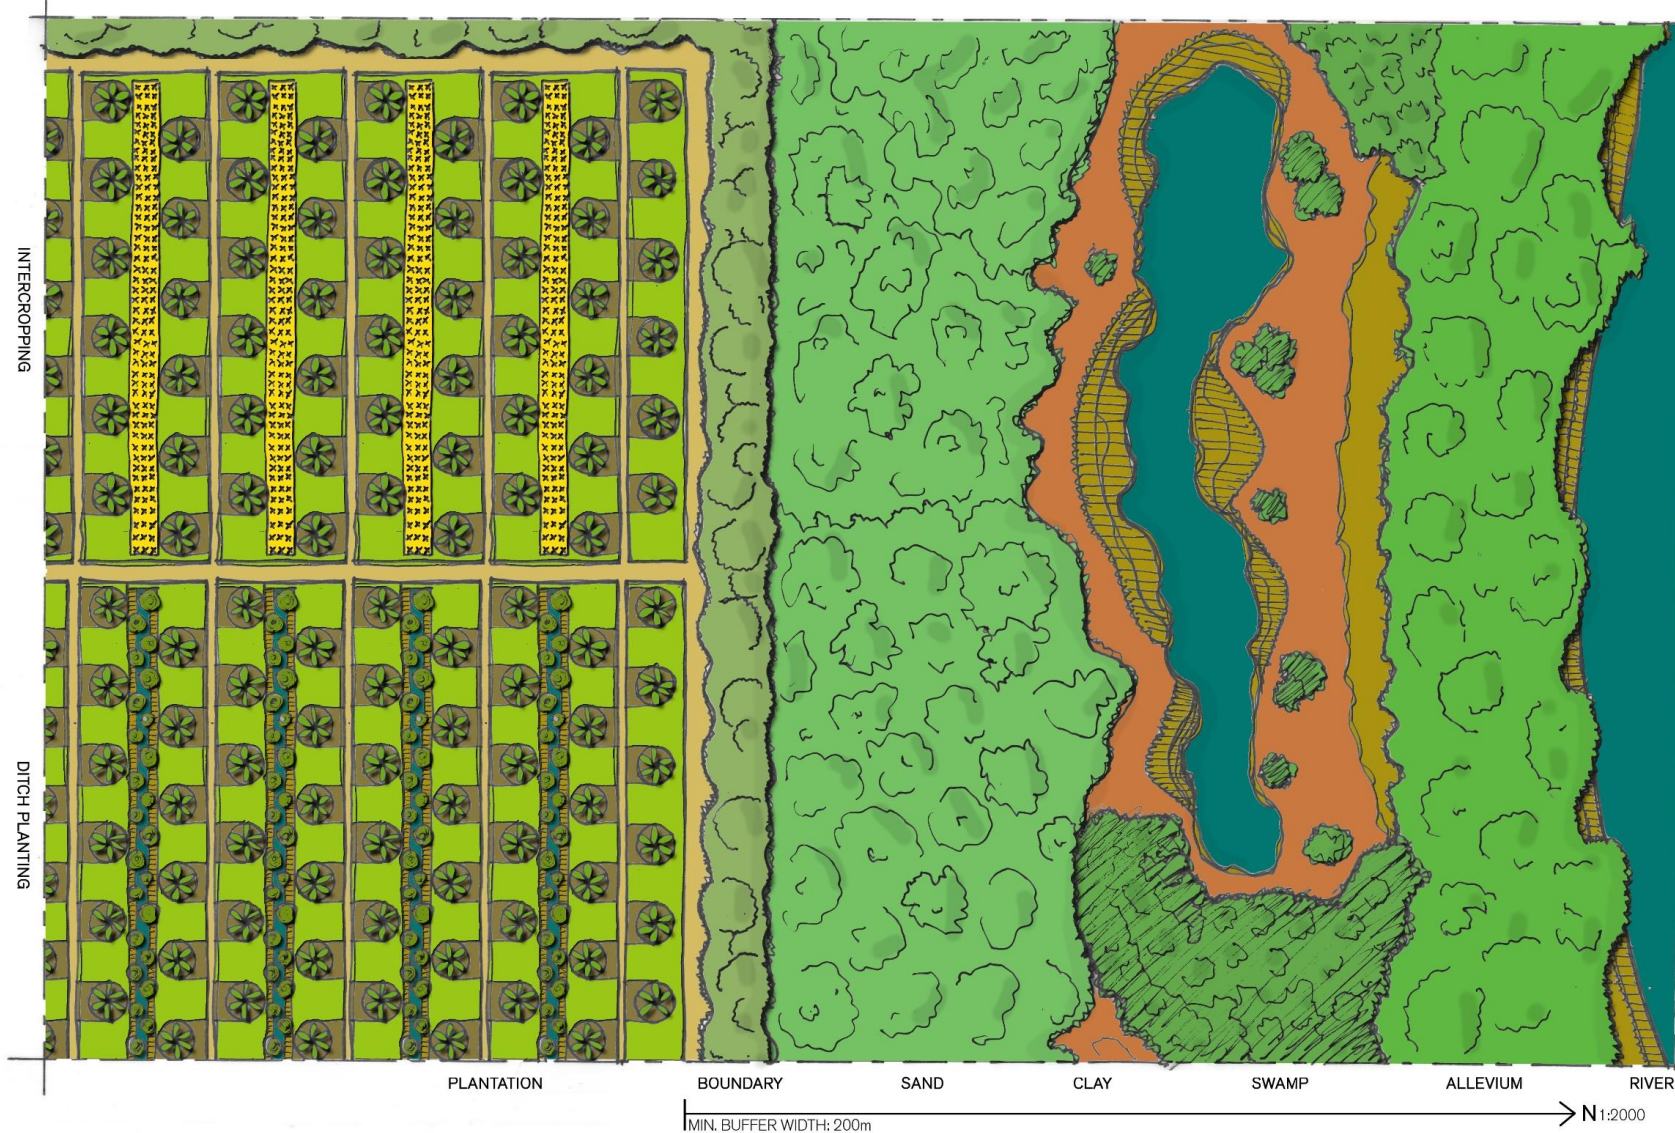 INTERCROPPING
DITCH PLANTING
PLANTATION
BOUNDARY
SAND
CLAY
SWAMP
ALLEVIUM
RIVER
MIN. BUFFER WIDTH: 200m
N 1:2000